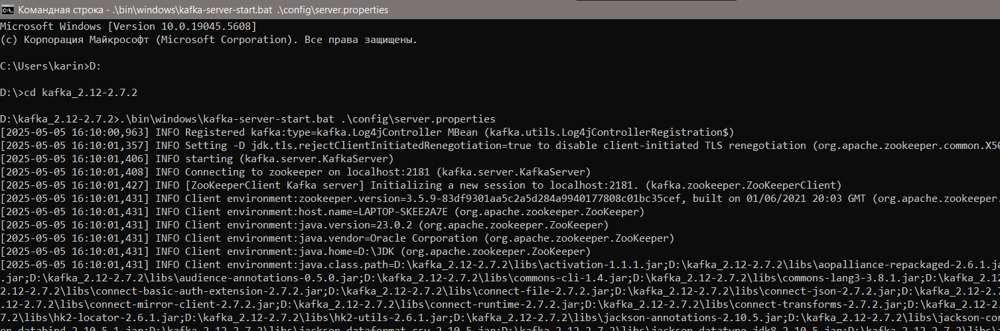 Командная строка - .\bin\windows\kafka-server-start.bat .\config\server.properties
Microsoft Windows [Version 10.0.19045.5608]
(c) Корпорация Майкрософт (Microsoft Corporation). Все права защищены.
C:\Users\karin>D:
D:\>cd kafka_2.12-2.7.2
D:\kafka_2.12-2.7.2>.\bin\windows\kafka-server-start.bat .\config\server.properties
[2025-05-05 16:10:00,963] INFO Registered kafka:type=kafka.Log4jController MBean (kafka.utils.Log4jControllerRegistration$)
[2025-05-05 16:10:01,357] INFO Setting -D jdk.tls.rejectClientInitiatedRenegotiation=true to disable client-initiated TLS renegotiation (org.apache.zookeeper.common.X50
[2025-05-05 16:10:01,406] INFO starting (kafka.server.KafkaServer)
[2025-05-05 16:10:01,408] INFO Connecting to zookeeper on localhost:2181 (kafka.server.KafkaServer)
[2025-05-05 16:10:01,427] INFO [ZooKeeperClient Kafka server] Initializing a new session to localhost:2181. (kafka.zookeeper.ZooKeeperClient)
[2025-05-05 16:10:01,431] INFO Client environment:zookeeper.version=3.5.9-83df9301aa5c2a5d284a9940177808c01bc35cef, built on 01/06/2021 20:03 GMT (org.apache.zookeeper.
[2025-05-05 16:10:01,431] INFO Client environment:host.name=LAPTOP-SKEE2A7E (org.apache.zookeeper.ZooKeeper)
[2025-05-05 16:10:01,431] INFO Client environment:java.version=23.0.2 (org.apache.zookeeper.ZooKeeper)
[2025-05-05 16:10:01,431] INFO Client environment:java.vendor=Oracle Corporation (org.apache.zookeeper.ZooKeeper)
[2025-05-05 16:10:01,431] INFO Client environment:java.home=D:\JDK (org.apache.zookeeper.ZooKeeper)
[2025-05-05 16:10:01,431] INFO Client environment:java.class.path=D:\kafka_2.12-2.7.2\libs\activation-1.1.1.jar;D:\kafka_2.12-2.7.2\libs\aopalliance-repackaged-2.6.1.ja
.jar;D:\kafka_2.12-2.7.2\libs\audience-annotations-0.5.0.jar;D:\kafka_2.12-2.7.2\libs\commons-cli-1.4.jar;D:\kafka_2.12-2.7.2\libs\commons-lang3-3.8.1.jar;D:\kafka_2.12
2.12-2.7.2\libs\connect-basic-auth-extension-2.7.2.jar;D:\kafka_2.12-2.7.2\libs\connect-file-2.7.2.jar;D:\kafka_2.12-2.7.2\libs\connect-json-2.7.2.jar;D:\kafka_2.12-2.7
.12-2.7.2\libs\connect-mirror-client-2.7.2.jar;D:\kafka_2.12-2.7.2\libs\connect-runtime-2.7.2.jar;D:\kafka_2.12-2.7.2\libs\connect-transforms-2.7.2.jar;D:\kafka_2.12-2.
7.2\libs\hk2-locator-2.6.1.jar;D:\kafka_2.12-2.7.2\libs\hk2-utils-2.6.1.jar;D:\kafka_2.12-2.7.2\libs\jackson-annotations-2.10.5.jar;D:\kafka_2.12-2.7.2\libs\jackson-cor
on-databind-2.10.5.1.jar;D:\kafka_2.12-2.7.2\libs\jackson-dataformat-csv-2.10.5.jar;D:\kafka_2.12-2.7.2\libs\jackson-datatype-jdk8-2.10.5.jar;D:\kafka_2.12-2.7.2\libs